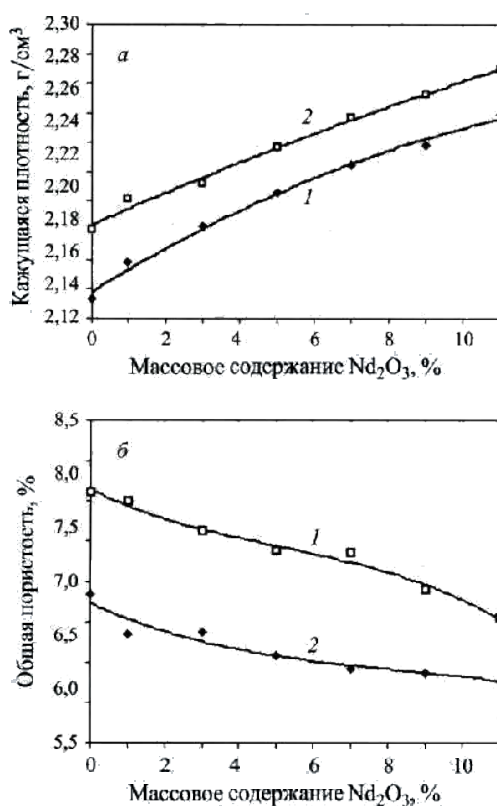 Кажущаяся плотность, г/см³
2,30
2,28
2,26
2,24
2,22
2,20
2,18
2,16
2,14
2,12
а
2
1
0 2 4 6 8 10
Массовое содержание Nd₂O₃, %
Общая пористость, %
8,5
8,0
7,5
7,0
6,5
6,0
5,5
б
1
2
0 2 4 6 8 10
Массовое содержание Nd₂O₃, %